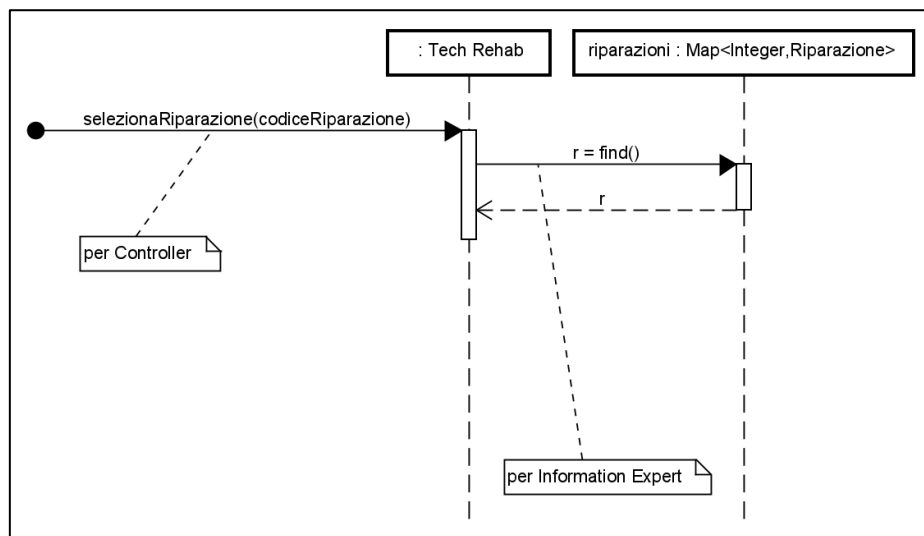 : Tech Rehab
riparazioni : Map<Integer,Riparazione>
selezionaRiparazione(codiceRiparazione)
r = find()
r
per Controller
per Information Expert